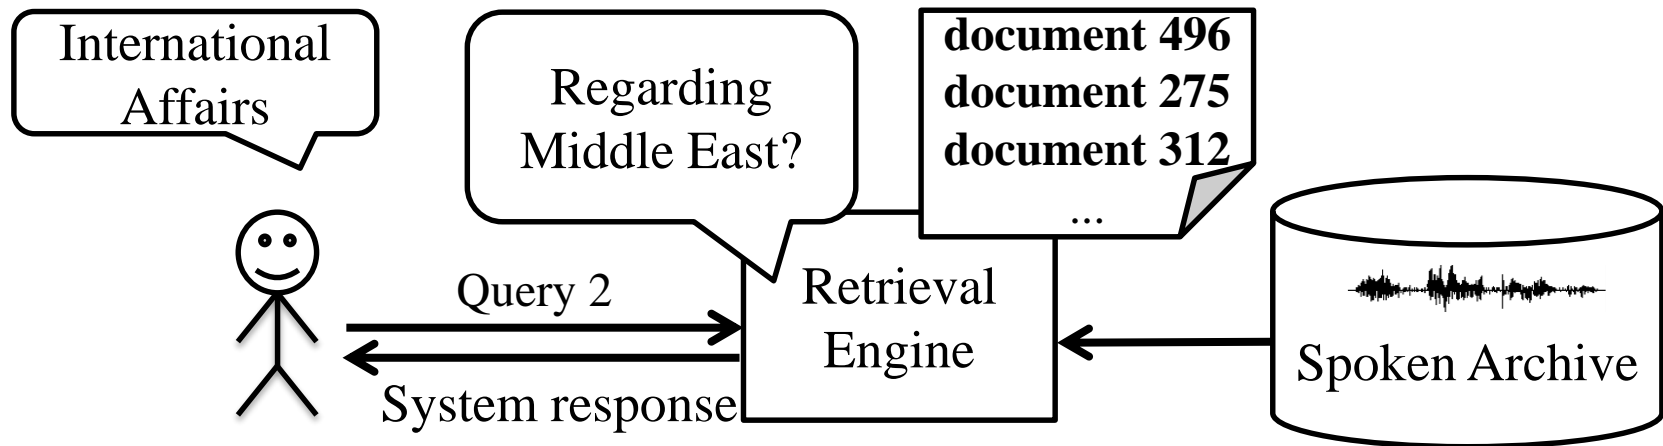 International
Affairs
Regarding
Middle East?
document 496
document 275
document 312
...
Query 2
System response
Retrieval
Engine
Spoken Archive